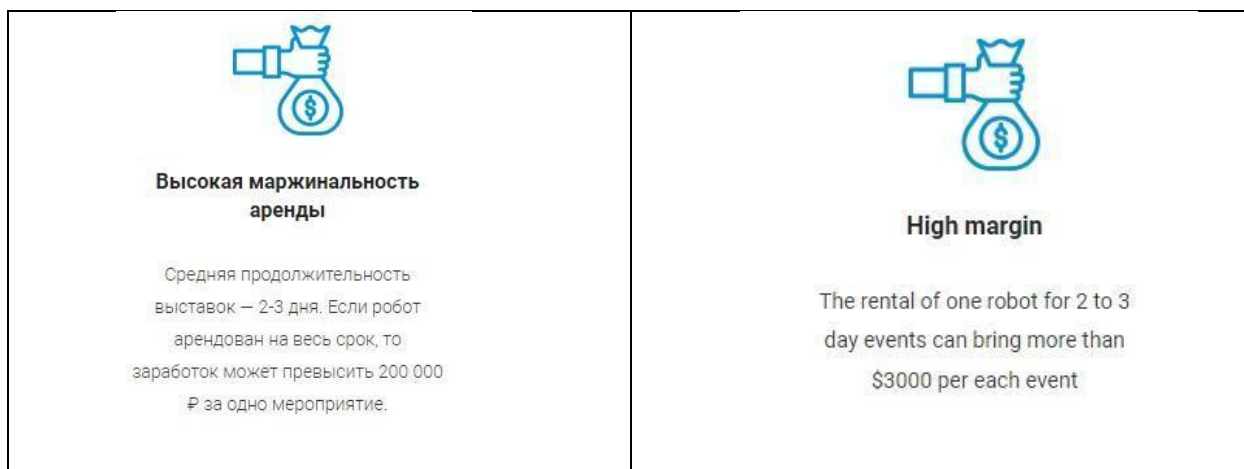 $
Высокая маржинальность
аренды
Средняя продолжительность
выставок — 2-3 дня. Если робот
арендован на весь срок, то
заработок может превысить 200 000
₽ за одно мероприятие.
$
High margin
The rental of one robot for 2 to 3
day events can bring more than
$3000 per each event